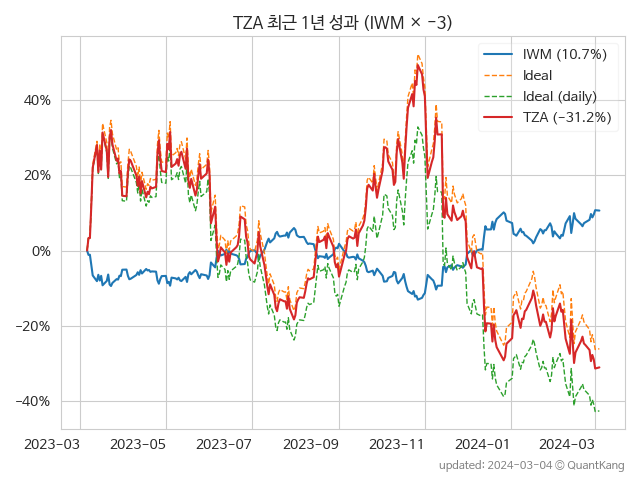 TZA 최근 1년 성과 (IWM × −3)
IWM (10.7%)
Ideal
Ideal (daily)
TZA (−31.2%)
40%
20%
0%
−20%
−40%
2023-03 2023-05 2023-07 2023-09 2023-11 2024-01 2024-03
updated: 2024-03-04 © QuantKang